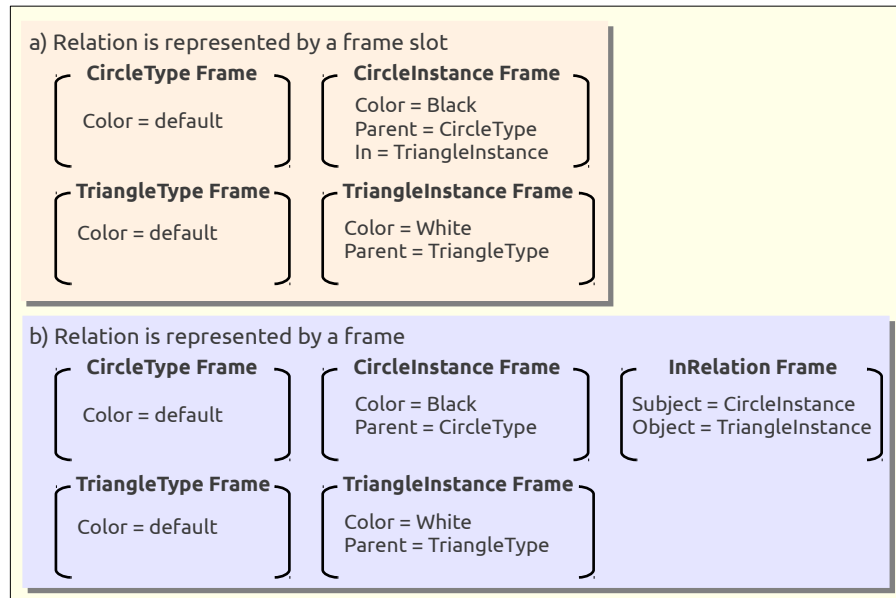 a) Relation is represented by a frame slot
CircleType Frame
Color = default
CircleInstance Frame
Color = Black
Parent = CircleType
In = TriangleInstance
TriangleType Frame
Color = default
TriangleInstance Frame
Color = White
Parent = TriangleType
b) Relation is represented by a frame
CircleType Frame
Color = default
CircleInstance Frame
Color = Black
Parent = CircleType
InRelation Frame
Subject = CircleInstance
Object = TriangleInstance
TriangleType Frame
Color = default
TriangleInstance Frame
Color = White
Parent = TriangleType